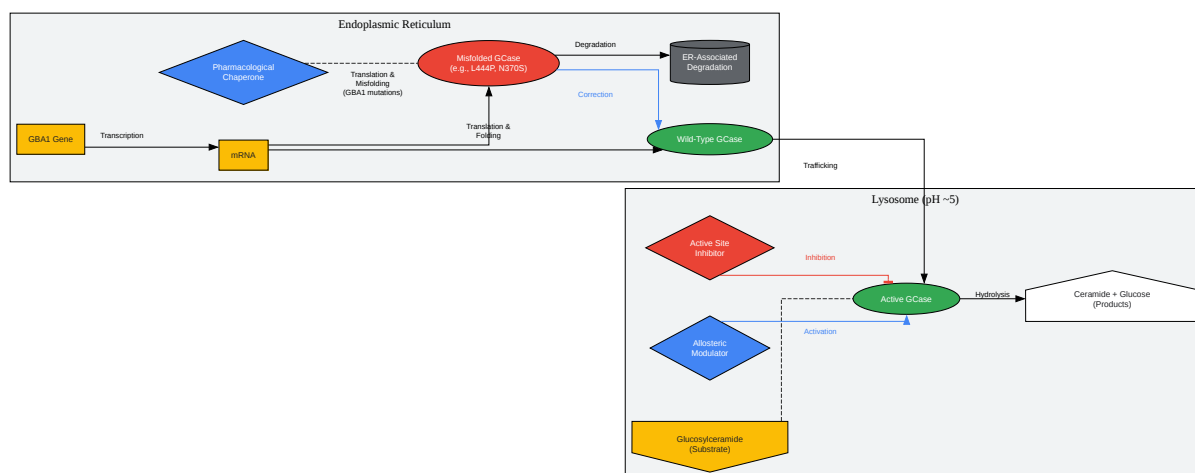 Endoplasmic Reticulum
Pharmacological
Chaperone
Misfolded GCase
(e.g., L444P, N370S)
Degradation
ER-Associated
Degradation
Translation &
Misfolding
(GBA1 mutations)
Correction
GBA1 Gene
Transcription
mRNA
Translation &
Folding
Wild-Type GCase
Trafficking
Lysosome (pH ~5)
Active Site
Inhibitor
Inhibition
Active GCase
Hydrolysis
Ceramide + Glucose
(Products)
Allosteric
Modulator
Activation
Glucosylceramide
(Substrate)